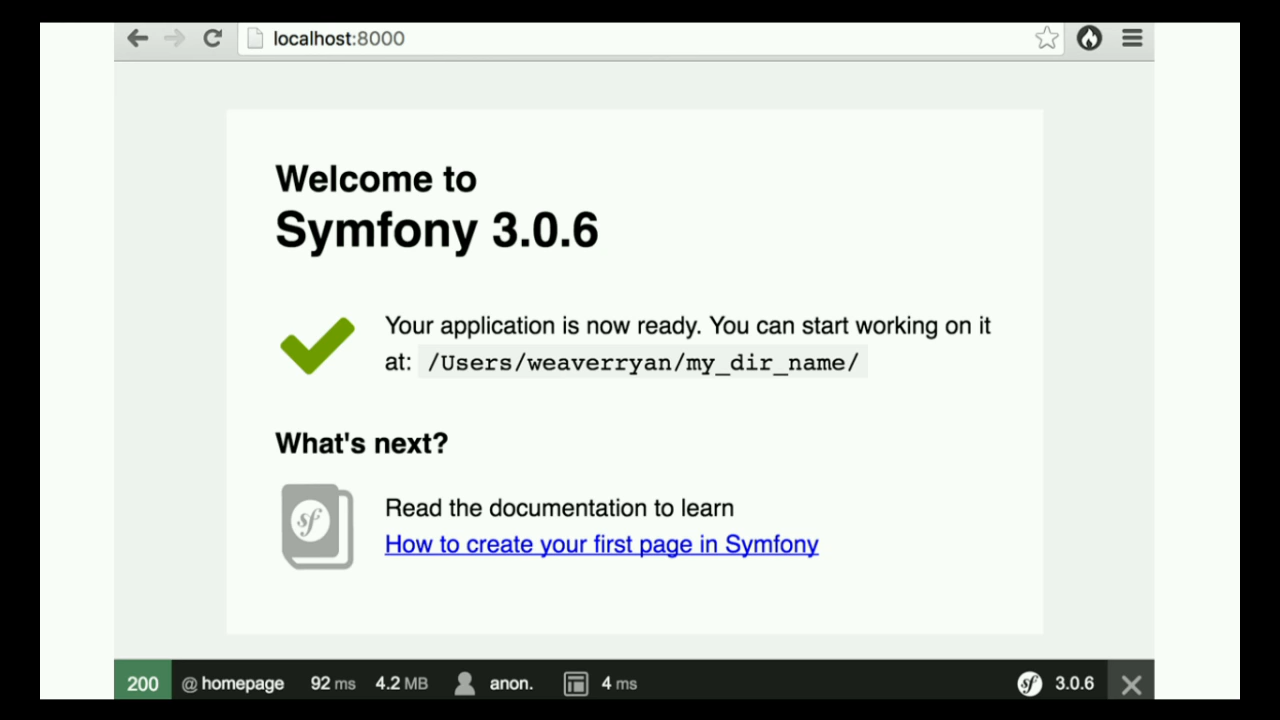 localhost:8000
Welcome to
Symfony 3.0.6
Your application is now ready. You can start working on it
at: /Users/weaverryan/my_dir_name/
What's next?
sf
Read the documentation to learn
How to create your first page in Symfony
200 @ homepage 92 ms 4.2 MB anon. 4 ms sf 3.0.6